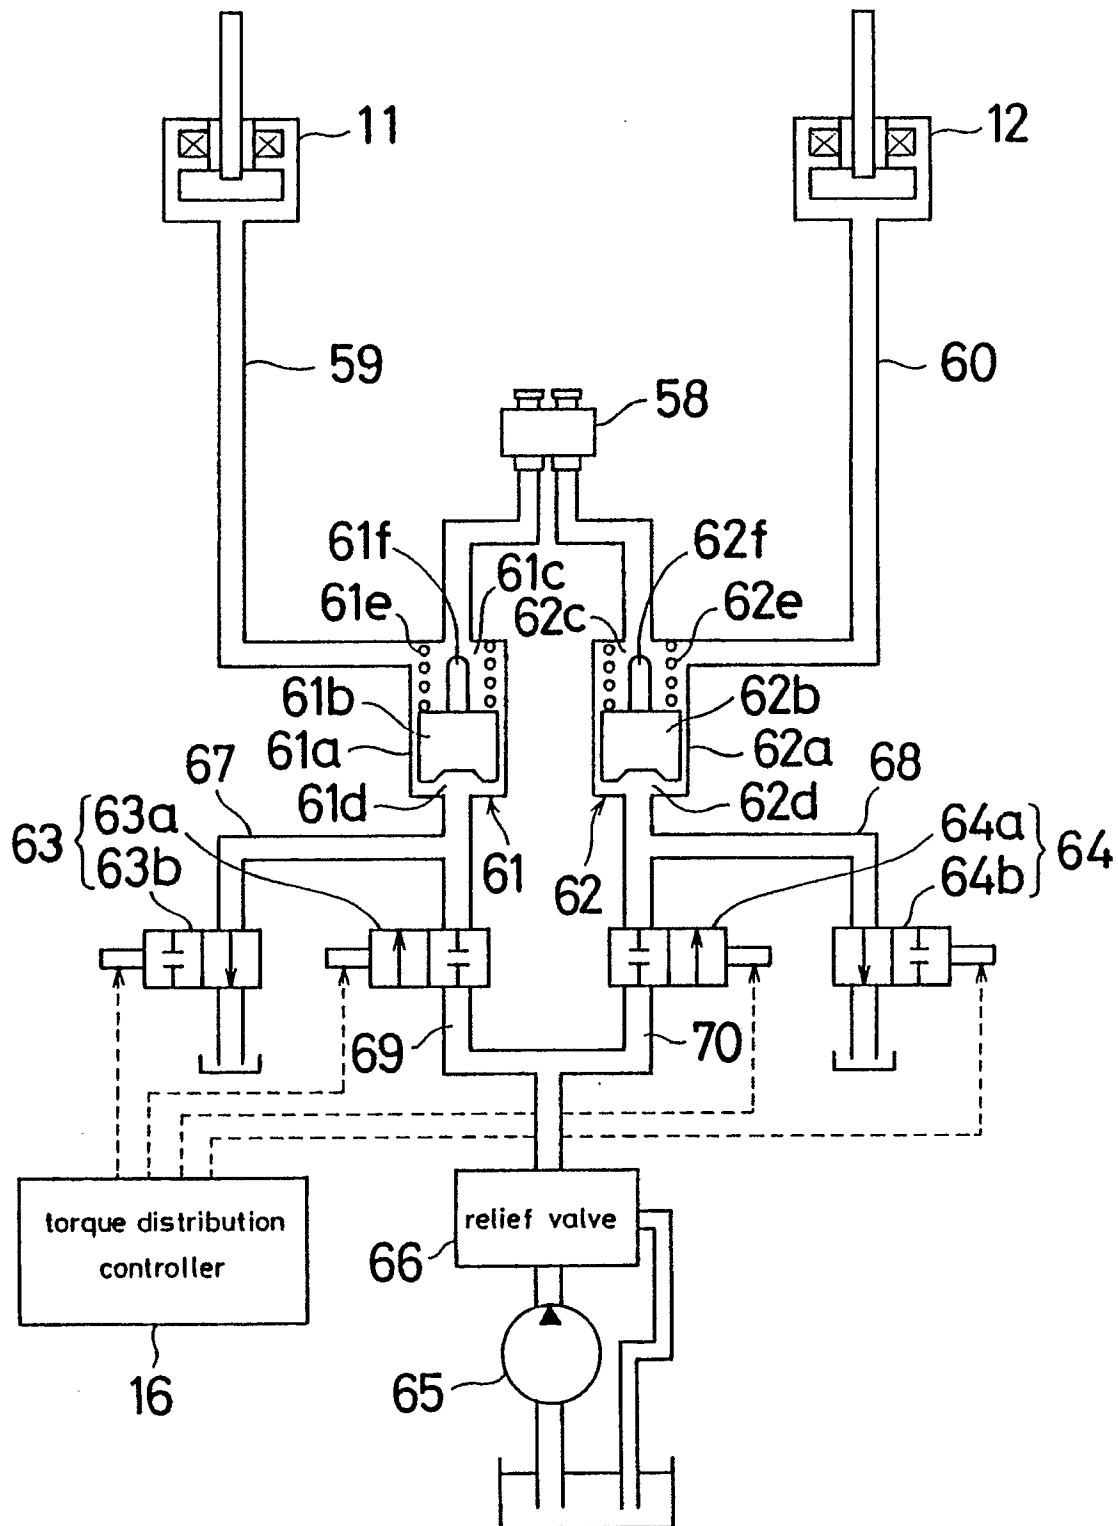 11
12
59
60
58
61f
62f
61c
61e
62c
62e
61b
62b
61a
62a
67
68
61d
62d
63 { 63a
63b
64a } 64
64b
61
62
69
70
torque distribution
controller
relief valve
66
16
65